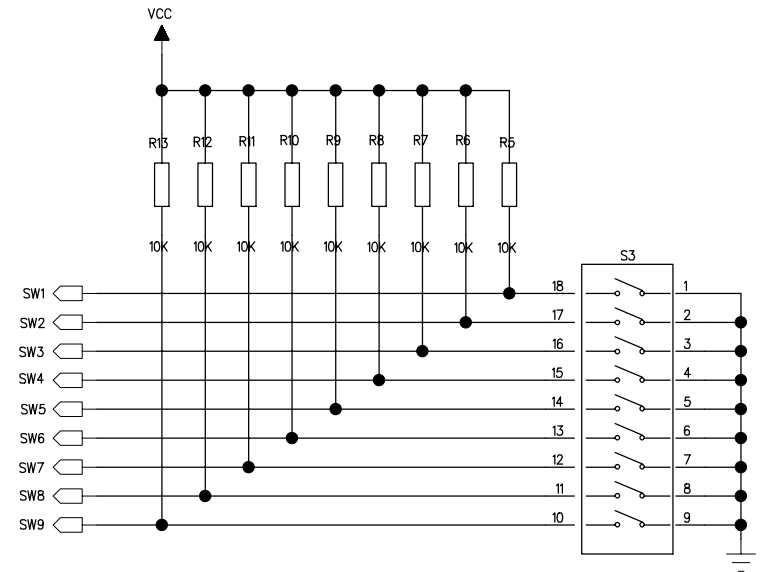 VCC
R13 R12 R11 R10 R9 R8 R7 R6 R5
10K 10K 10K 10K 10K 10K 10K 10K 10K
S3
SW1 18 1
SW2 17 2
SW3 16 3
SW4 15 4
SW5 14 5
SW6 13 6
SW7 12 7
SW8 11 8
SW9 10 9